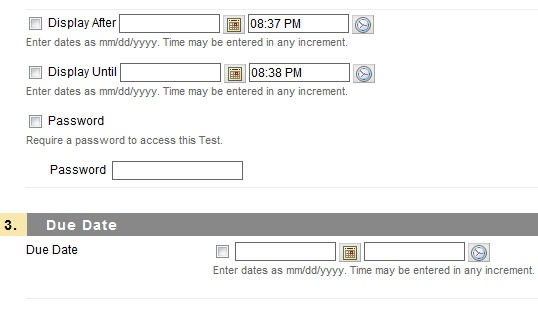 Display After 08:37 PM
Enter dates as mm/dd/yyyy. Time may be entered in any increment.
Display Until 08:38 PM
Enter dates as mm/dd/yyyy. Time may be entered in any increment.
Password
Require a password to access this Test.
Password
3. Due Date
Due Date
Enter dates as mm/dd/yyyy. Time may be entered in any increment.